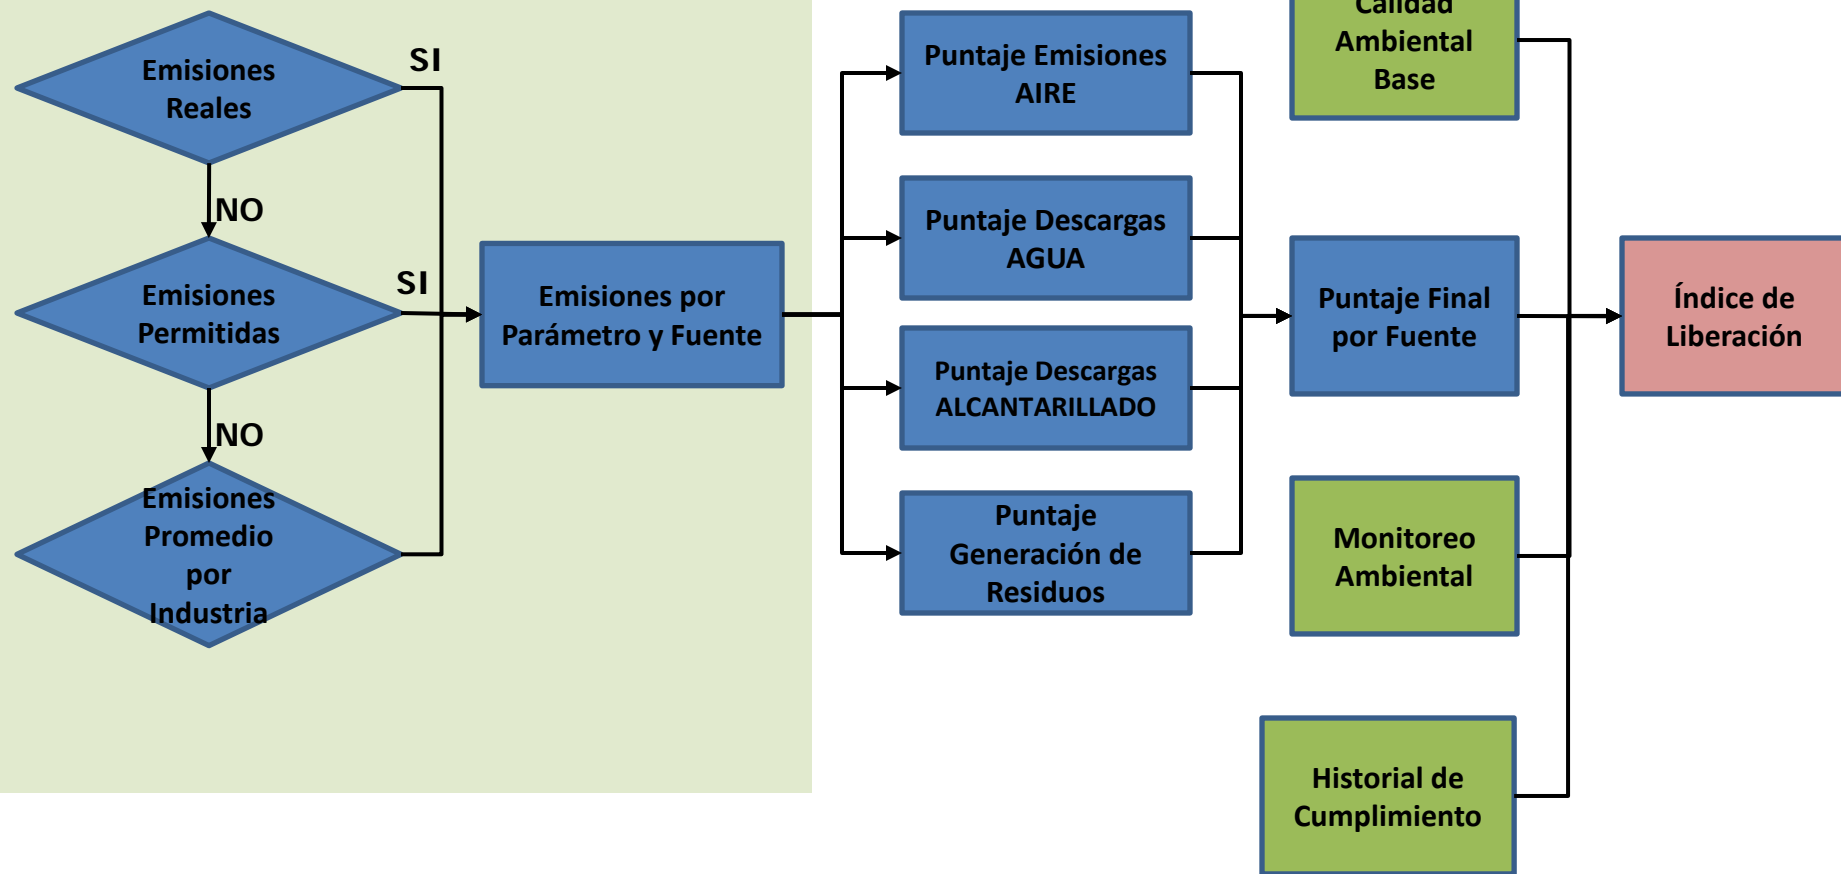 Emisiones
Reales
SI
NO
Emisiones
Permitidas
SI
NO
Emisiones
Promedio
por
Industria
Emisiones por
Parámetro y Fuente
Puntaje Emisiones
AIRE
Puntaje Descargas
AGUA
Puntaje Descargas
ALCANTARILLADO
Puntaje
Generación de
Residuos
Calidad
Ambiental
Base
Puntaje Final
por Fuente
Monitoreo
Ambiental
Historial de
Cumplimiento
Índice de
Liberación